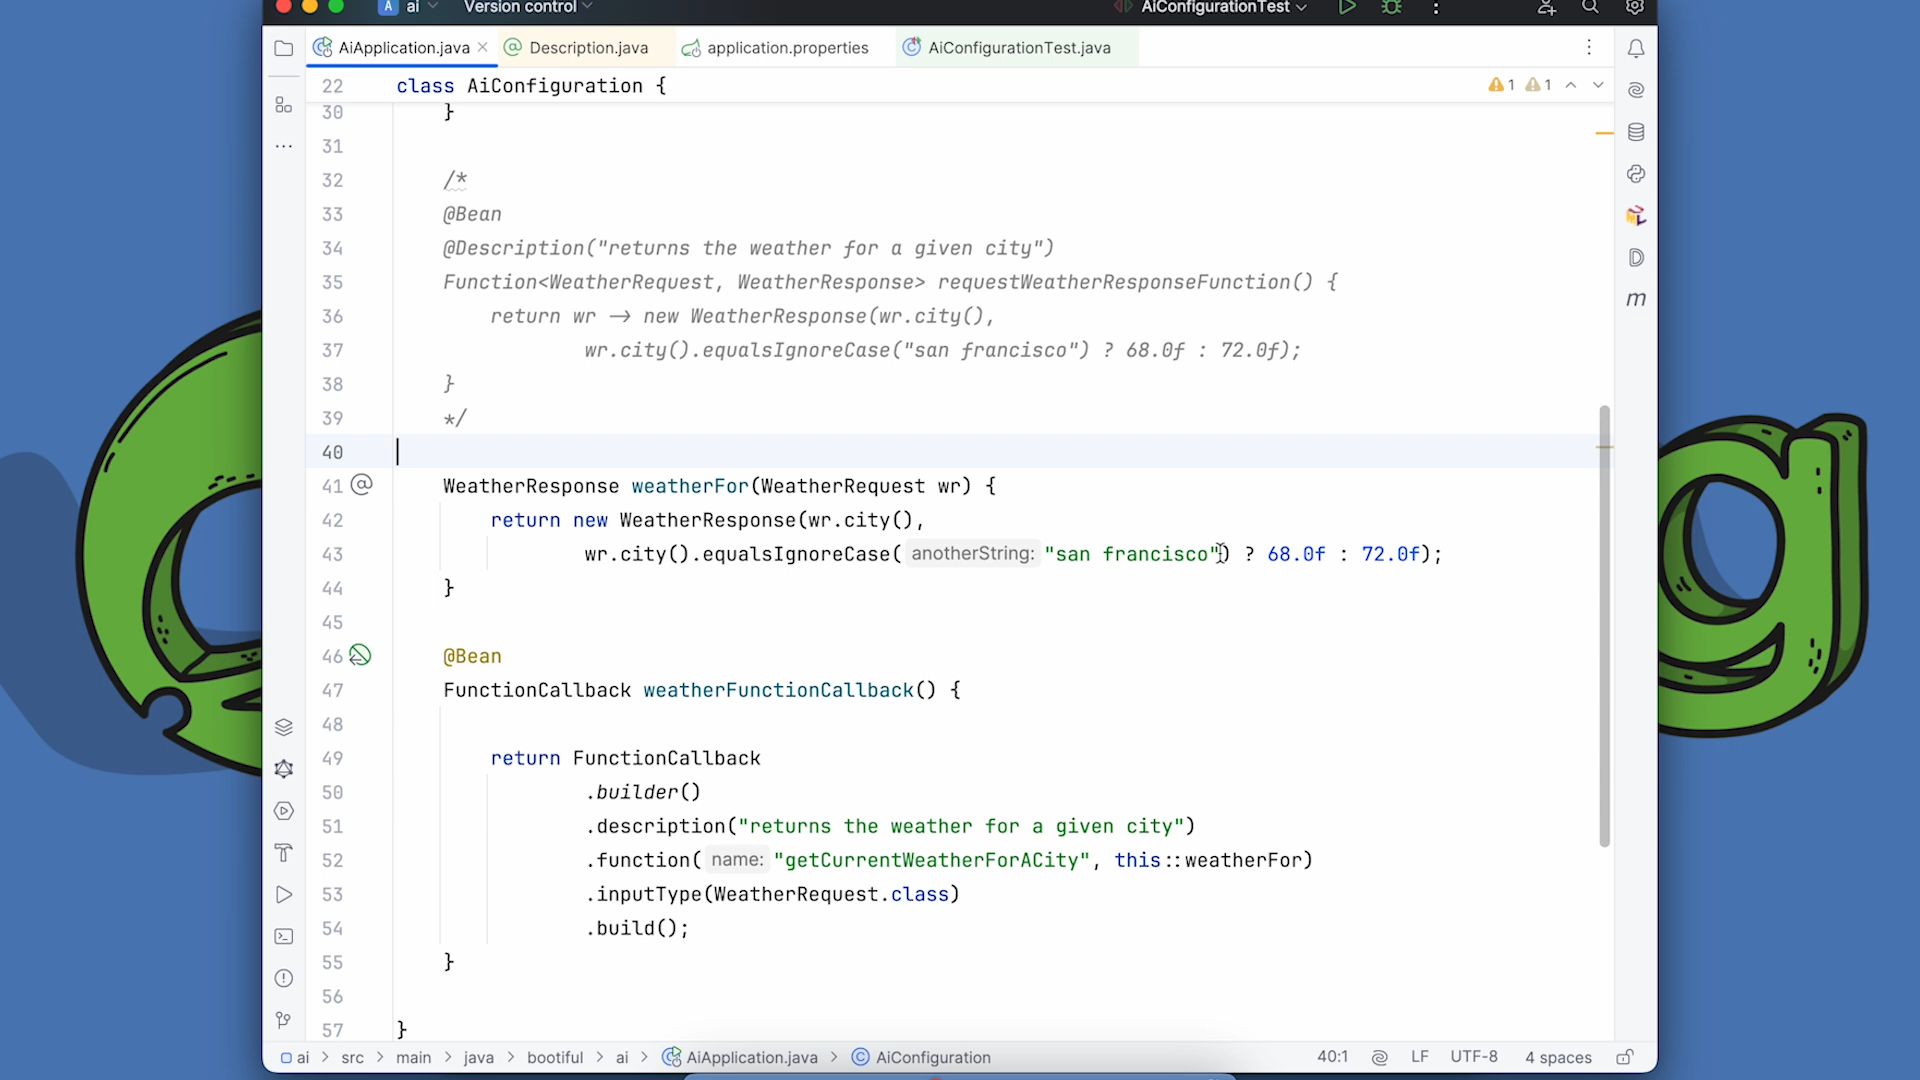 A ai Version control AiConfigurationTest
AiApplication.java Description.java application.properties AiConfigurationTest.java
22 class AiConfiguration { 1 1
30 }
31
32 /*
33 @Bean
34 @Description("returns the weather for a given city")
35 Function<WeatherRequest, WeatherResponse> requestWeatherResponseFunction() {
36 return wr -> new WeatherResponse(wr.city(),
37 wr.city().equalsIgnoreCase("san francisco") ? 68.0f : 72.0f);
38 }
39 */
40
41 WeatherResponse weatherFor(WeatherRequest wr) {
42 return new WeatherResponse(wr.city(),
43 wr.city().equalsIgnoreCase( anotherString: "san francisco") ? 68.0f : 72.0f);
44 }
45
46 @Bean
47 FunctionCallback weatherFunctionCallback() {
48
49 return FunctionCallback
50 .builder()
51 .description("returns the weather for a given city")
52 .function( name: "getCurrentWeatherForACity", this::weatherFor)
53 .inputType(WeatherRequest.class)
54 .build();
55 }
56
57 }
ai > src > main > java > bootiful > ai > AiApplication.java > AiConfiguration 40:1 LF UTF-8 4 spaces